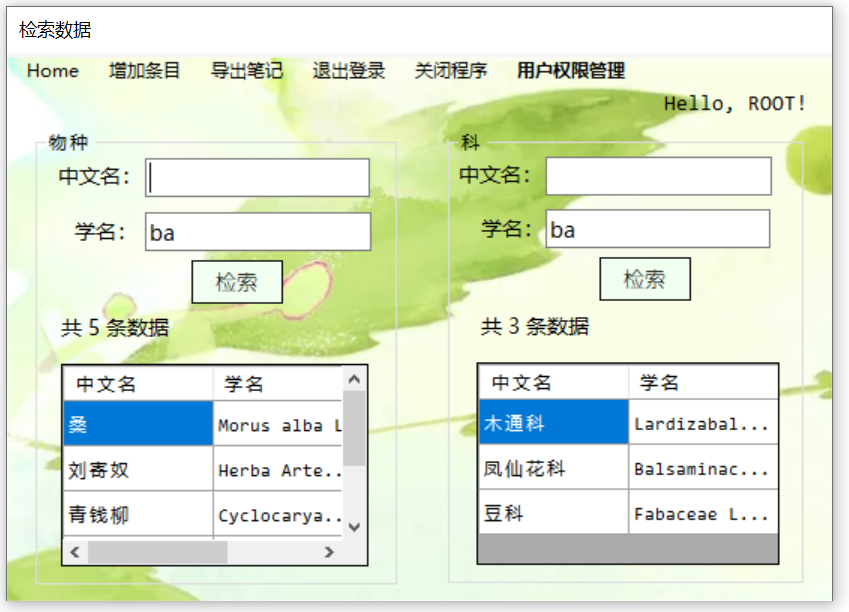 检索数据
Home 增加条目 导出笔记 退出登录 关闭程序 用户权限管理
Hello, ROOT!
物种
中文名:
学名: ba
检索
共 5 条数据
中文名 学名
桑 Morus alba L
刘寄奴 Herba Arte..
青钱柳 Cyclocarya..
科
中文名:
学名: ba
检索
共 3 条数据
中文名 学名
木通科 Lardizabal...
凤仙花科 Balsaminac...
豆科 Fabaceae L...